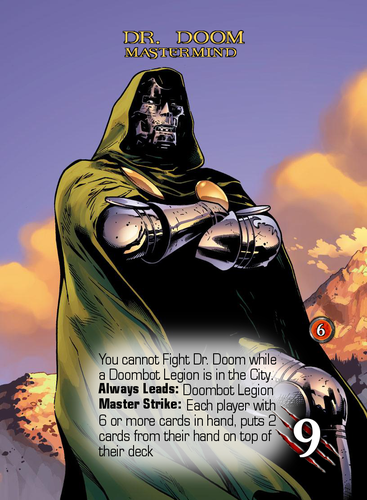 DR. DOOM
MASTERMIND
6
You cannot Fight Dr. Doom while
a Doombot Legion is in the City.
Always Leads: Doombot Legion
Master Strike: Each player with
6 or more cards in hand, puts 2
cards from their hand on top of
their deck
9